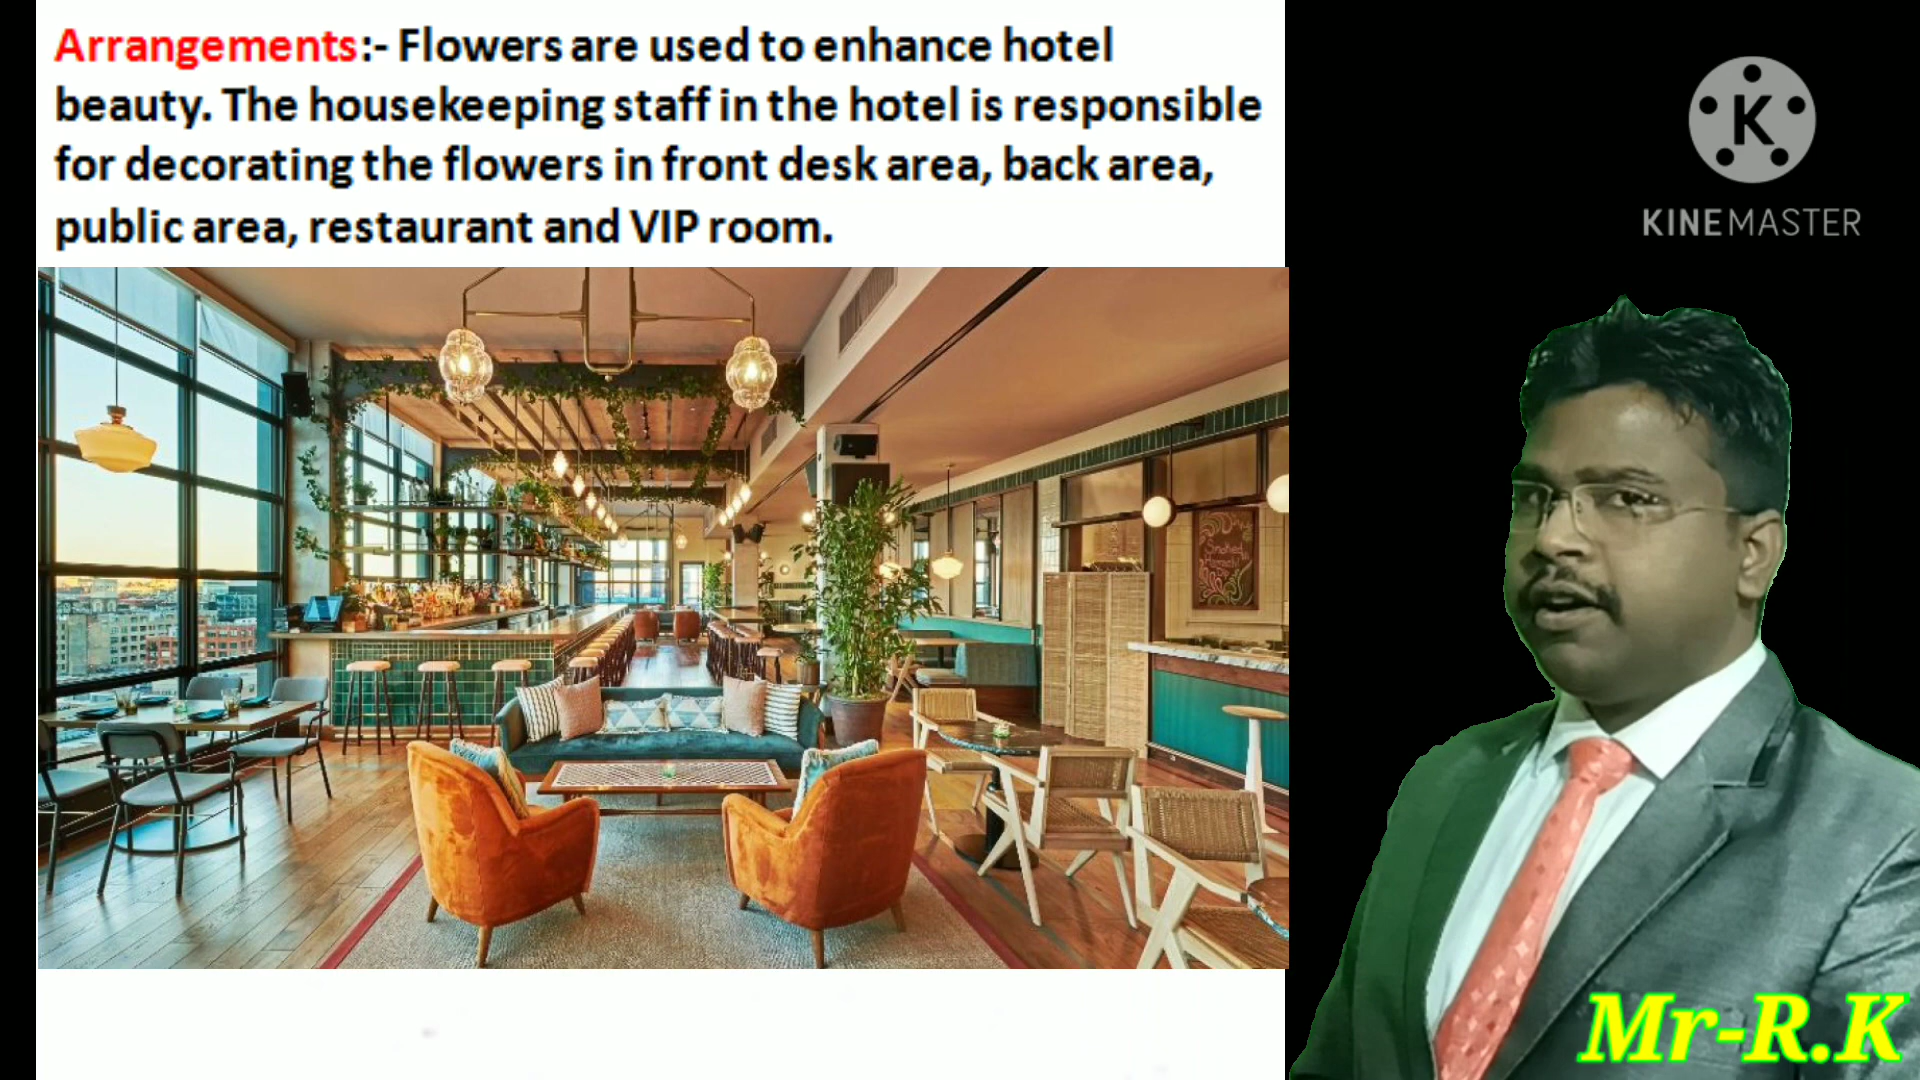 Arrangements:- Flowers are used to enhance hotel
beauty. The housekeeping staff in the hotel is responsible
for decorating the flowers in front desk area, back area,
public area, restaurant and VIP room.
K
KINEMASTER
Smoked
Mr-R.K